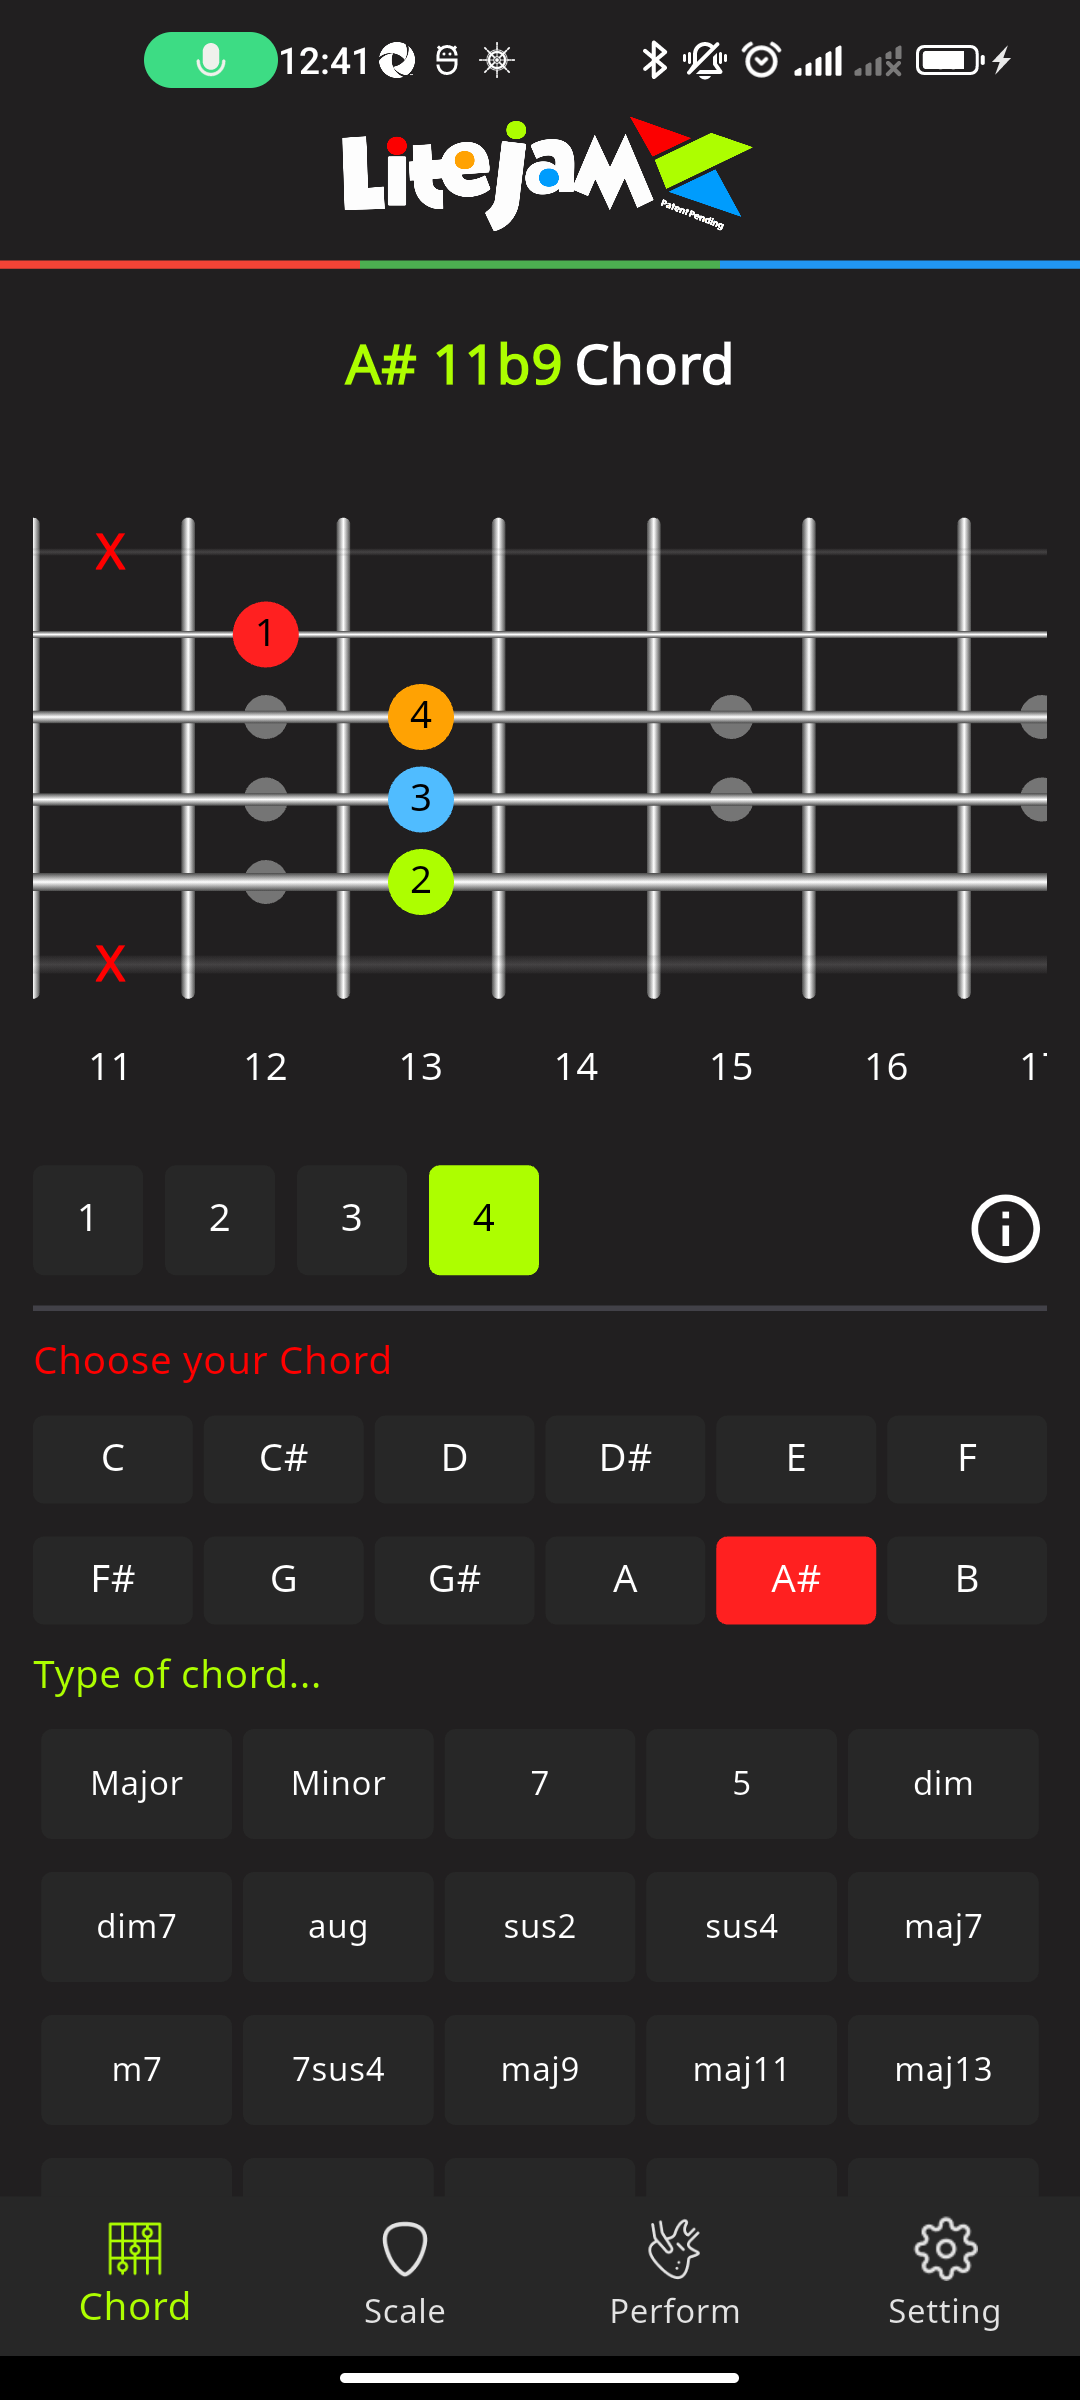 12:41
Litejam
Patent Pending
A# 11b9 Chord
X
1
4
3
2
X
11 12 13 14 15 16
1 2 3 4
Choose your Chord
C C# D D# E F
F# G G# A A# B
Type of chord...
Major Minor 7 5 dim
dim7 aug sus2 sus4 maj7
m7 7sus4 maj9 maj11 maj13
Chord Scale Perform Setting